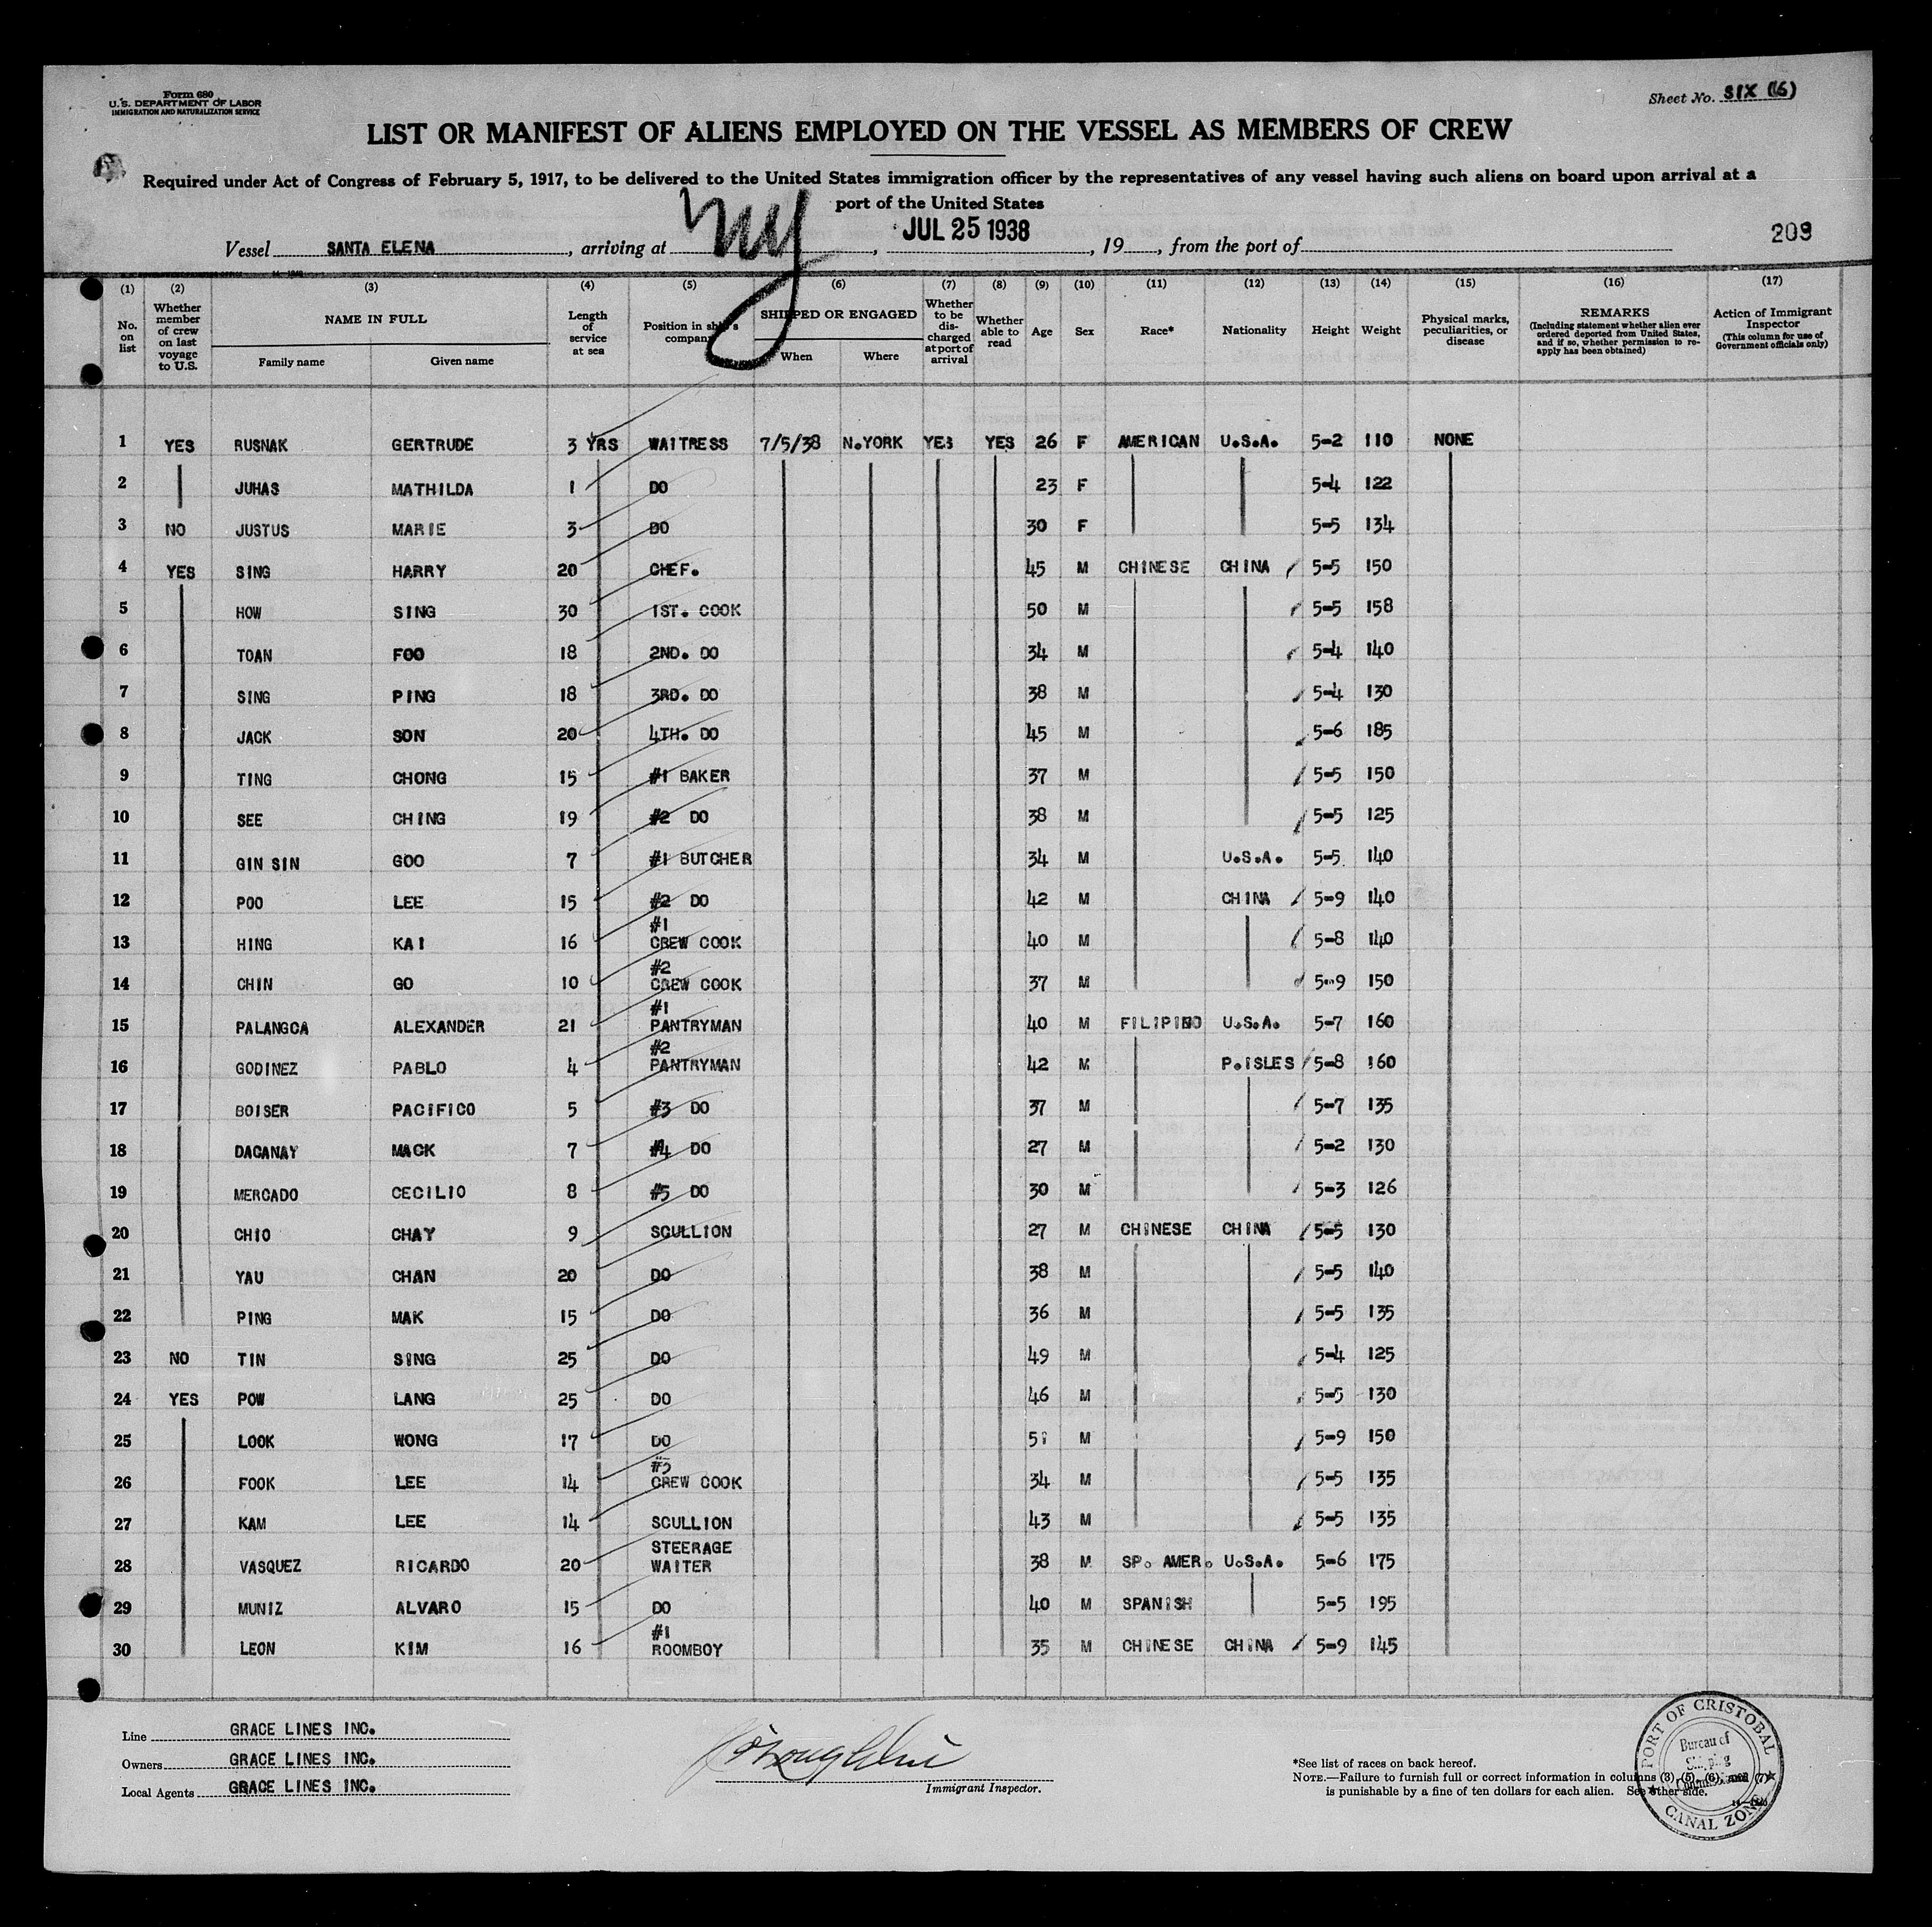 Form 680
U. S. DEPARTMENT OF LABOR
IMMIGRATION AND NATURALIZATION SERVICE
Sheet No. SIX (6)
LIST OR MANIFEST OF ALIENS EMPLOYED ON THE VESSEL AS MEMBERS OF CREW
Required under Act of Congress of February 5, 1917, to be delivered to the United States immigration officer by the representatives of any vessel having such aliens on board upon arrival at a
port of the United States
Vessel SANTA ELENA, arriving at NY, JUL 25 1938, 19, from the port of
209
(1) (2) (3) (4) (5) (6) (7) (8) (9) (10) (11) (12) (13) (14) (15) (16) (17)
No. on list
Whether member of crew on last voyage to U.S.
NAME IN FULL
Family name Given name
Length of service at sea
Position in ship's company
SHIPPED OR ENGAGED
When Where
Whether to be discharged at port of arrival
Whether able to read
Age
Sex
Race*
Nationality
Height
Weight
Physical marks, peculiarities, or disease
REMARKS
(Including statement whether alien ever ordered deported from United States, and if so, whether permission to reapply has been obtained)
Action of Immigrant Inspector
(This column for use of Government officials only)
1 YES RUSNAK GERTRUDE 3 YRS WAITRESS 7/5/38 N.YORK YES YES 26 F AMERICAN U.S.A. 5-2 110 NONE
2 JUHAS MATHILDA 1 DO 23 F 5-4 122
3 NO JUSTUS MARIE 3 DO 30 F 5-5 134
4 YES SING HARRY 20 CHEF. 45 M CHINESE CHINA 5-5 150
5 HOW SING 30 1ST. COOK 50 M 5-5 158
6 TOAN FOO 18 2ND. DO 34 M 5-4 140
7 SING PING 18 3RD. DO 38 M 5-4 130
8 JACK SON 20 4TH. DO 45 M 5-6 185
9 TING CHONG 15 #1 BAKER 37 M 5-5 150
10 SEE CHING 19 #2 DO 38 M 5-5 125
11 GIN SIN GOO 7 #1 BUTCHER 34 M U.S.A. 5-5 140
12 POO LEE 15 #2 DO 42 M CHINA 5-9 140
13 HING KAI 16 #1 CREW COOK 40 M 5-8 140
14 CHIN GO 10 #2 CREW COOK 37 M 5-9 150
15 PALANGCA ALEXANDER 21 #1 PANTRYMAN 40 M FILIPINO U.S.A. 5-7 160
16 GODINEZ PABLO 4 #2 PANTRYMAN 42 M P.ISLES 5-8 160
17 BOISER PACIFICO 5 #3 DO 37 M 5-7 135
18 DACANAY MACK 7 #4 DO 27 M 5-2 130
19 MERCADO CECILIO 8 #5 DO 30 M 5-3 126
20 CHIO CHAY 9 SCULLION 27 M CHINESE CHINA 5-5 130
21 YAU CHAN 20 DO 38 M 5-5 140
22 PING MAK 15 DO 36 M 5-5 135
23 NO TIN SING 25 DO 49 M 5-4 125
24 YES POW LANG 25 DO 46 M 5-5 130
25 LOOK WONG 17 DO 51 M 5-9 150
26 FOOK LEE 14 #3 CREW COOK 34 M 5-5 135
27 KAM LEE 14 SCULLION 43 M 5-5 135
28 VASQUEZ RICARDO 20 STEERAGE WAITER 38 M SP. AMER. U.S.A. 5-6 175
29 MUNIZ ALVARO 15 DO 40 M SPANISH 5-5 195
30 LEON KIM 16 #1 ROOMBOY 35 M CHINESE CHINA 5-9 145
Line GRACE LINES INC.
Owners GRACE LINES INC.
Local Agents GRACE LINES INC.
Immigrant Inspector.
*See list of races on back hereof.
NOTE.—Failure to furnish full or correct information in columns (3) (5) (6) and (7)
is punishable by a fine of ten dollars for each alien. See other side.
PORT OF CRISTOBAL
Bureau of
Shipping
CANAL ZONE